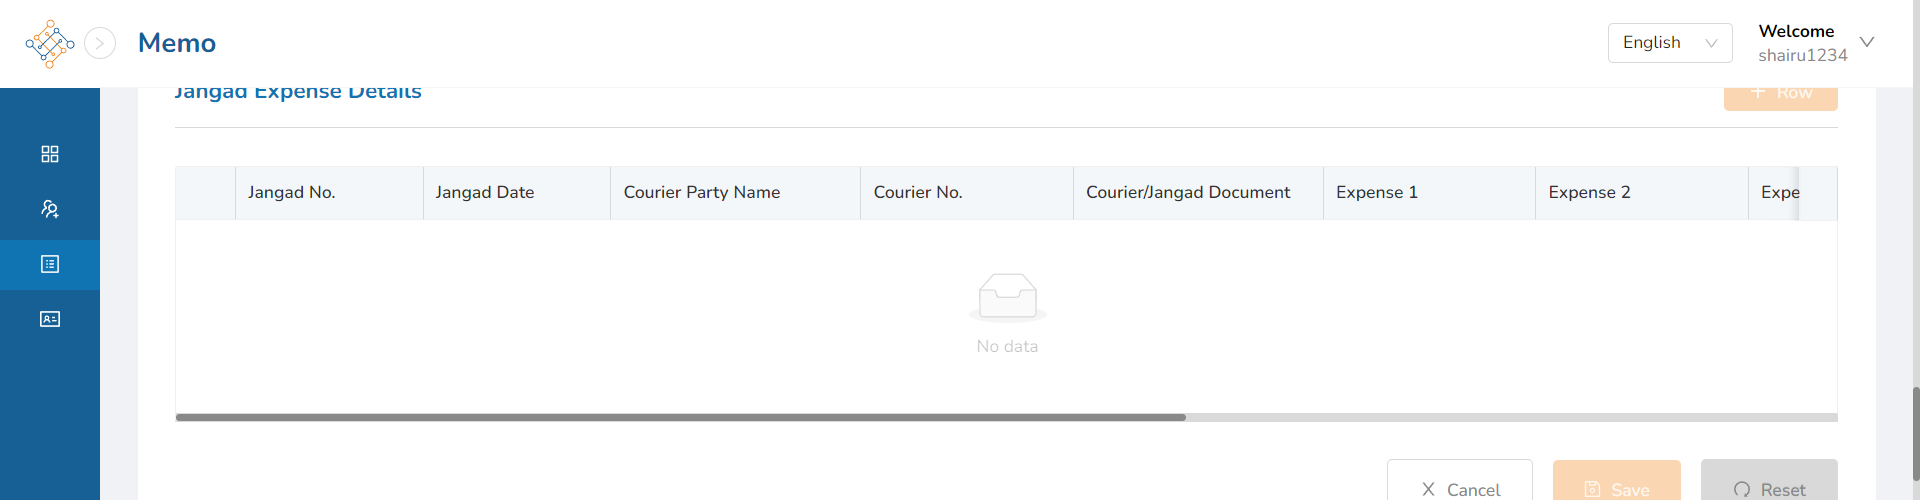 Memo
English
Welcome
shairu1234
Jangad Expense Details
Row
Jangad No.
Jangad Date
Courier Party Name
Courier No.
Courier/Jangad Document
Expense 1
Expense 2
Expe
No data
Cancel
Save
Reset